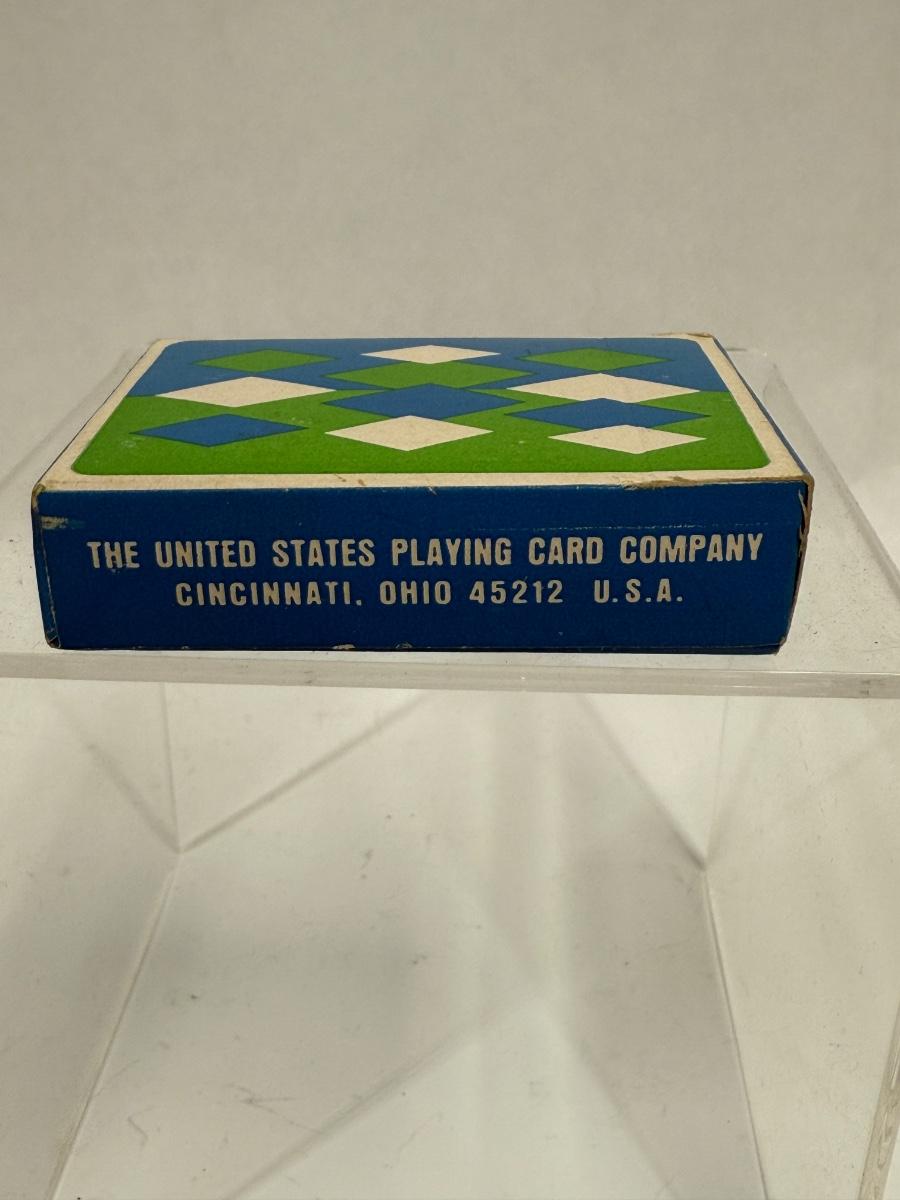 THE UNITED STATES PLAYING CARD COMPANY
CINCINNATI, OHIO 45212 U.S.A.